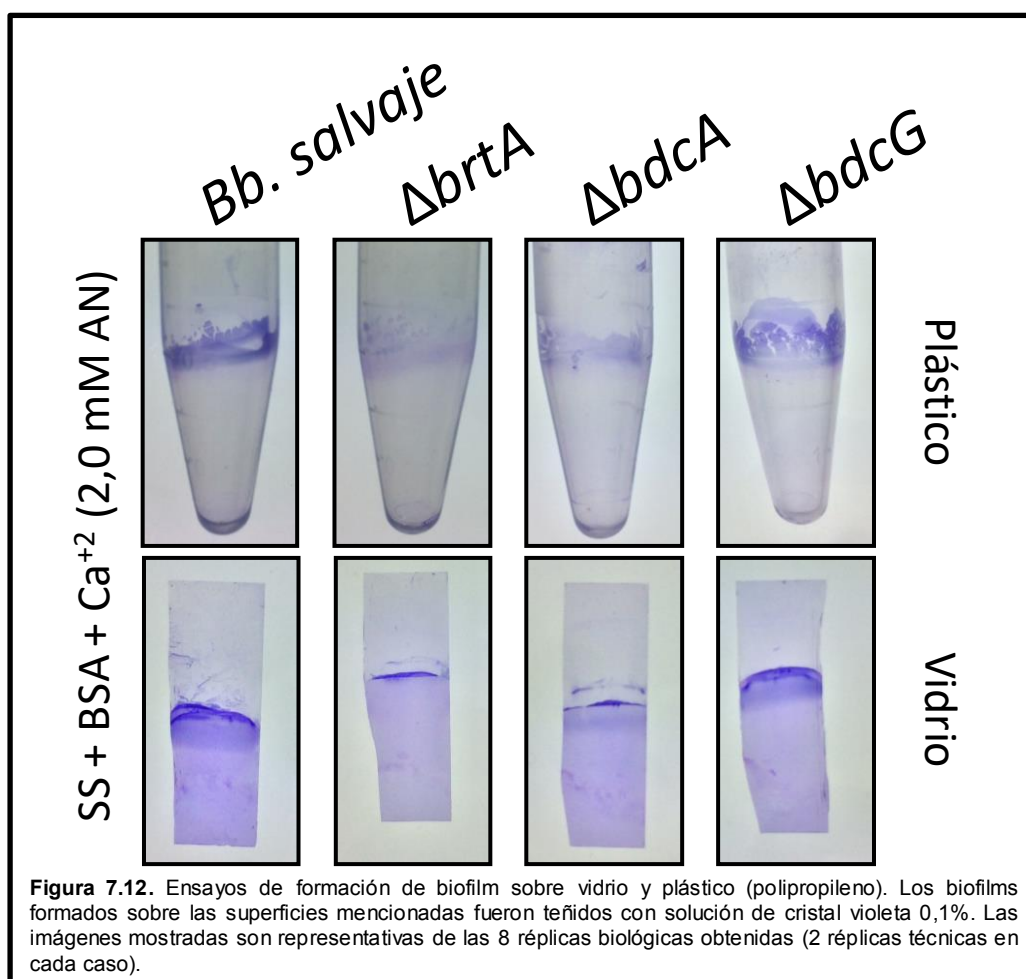 Bb. salvaje
ΔbrtA
ΔbdcA
ΔbdcG
SS + BSA + Ca+2 (2,0 mM AN)
Plástico
Vidrio
Figura 7.12. Ensayos de formación de biofilm sobre vidrio y plástico (polipropileno). Los biofilms
formados sobre las superficies mencionadas fueron teñidos con solución de cristal violeta 0,1%. Las
imágenes mostradas son representativas de las 8 réplicas biológicas obtenidas (2 réplicas técnicas en
cada caso).